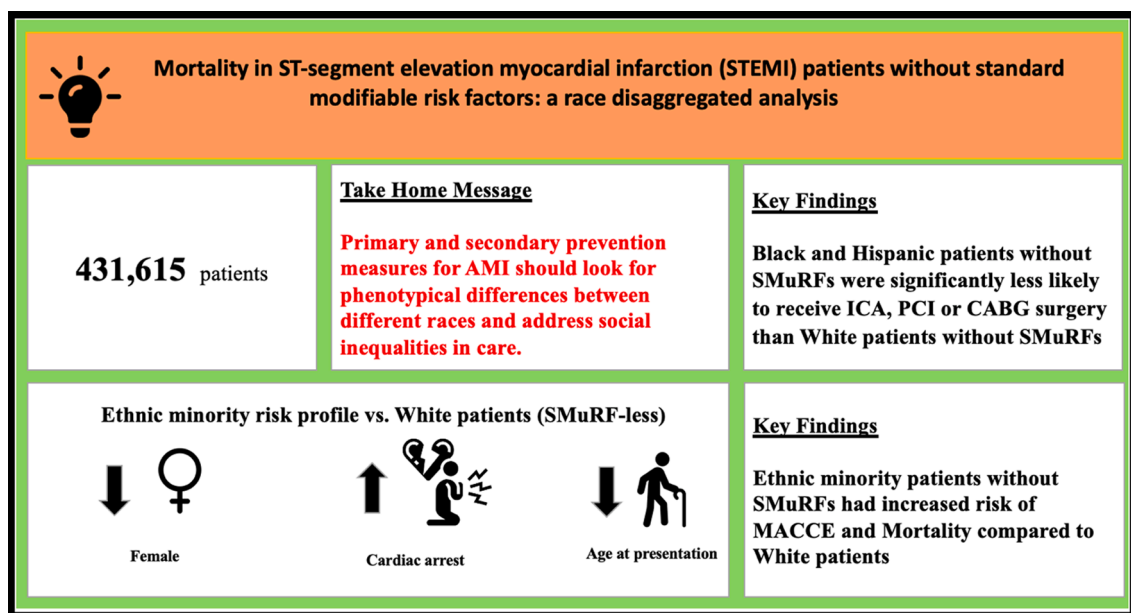 Mortality in ST-segment elevation myocardial infarction (STEMI) patients without standard
modifiable risk factors: a race disaggregated analysis
431,615 patients
Take Home Message
Primary and secondary prevention
measures for AMI should look for
phenotypical differences between
different races and address social
inequalities in care.
Key Findings
Black and Hispanic patients without
SMuRFs were significantly less likely
to receive ICA, PCI or CABG surgery
than White patients without SMuRFs
Ethnic minority risk profile vs. White patients (SMuRF-less)
Female
Cardiac arrest
Age at presentation
Key Findings
Ethnic minority patients without
SMuRFs had increased risk of
MACCE and Mortality compared to
White patients